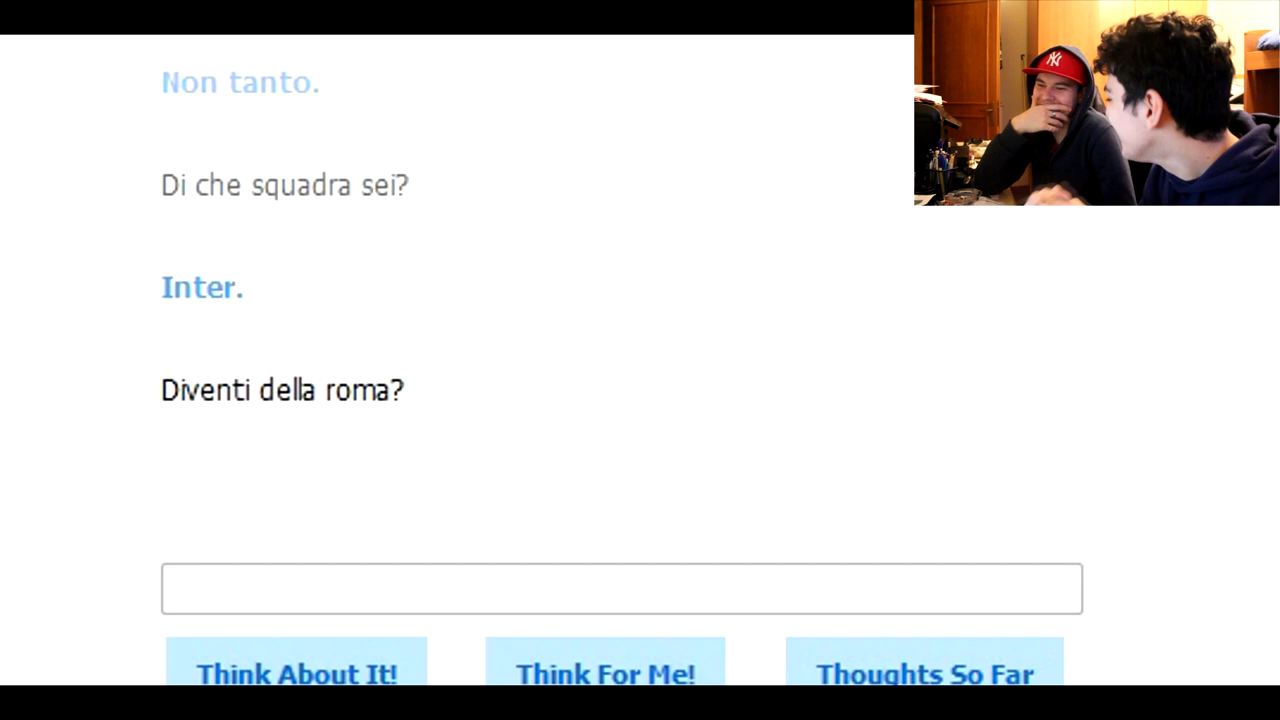 Non tanto.
Di che squadra sei?
Inter.
Diventi della roma?
Think About It!
Think For Me!
Thoughts So Far
NY